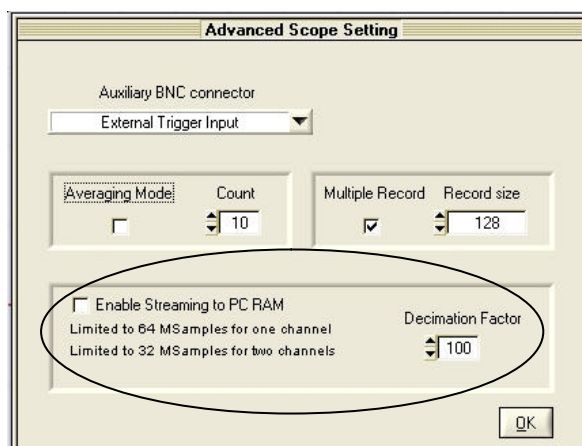 Advanced Scope Setting
Auxiliary BNC connector
External Trigger Input
Averaging Mode Count
10
Multiple Record Record size
128
Enable Streaming to PC RAM
Limited to 64 MSamples for one channel
Limited to 32 MSamples for two channels
Decimation Factor
100
OK